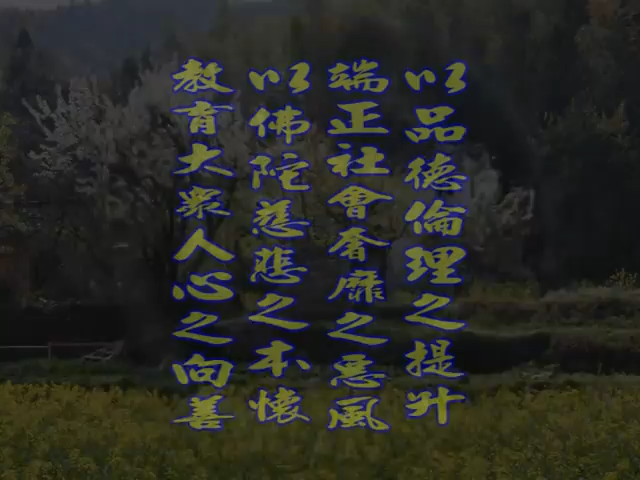 以品德倫理之提升
端正社會奢靡之惡風
以佛陀慈悲之本懷
教育大眾人心之向善